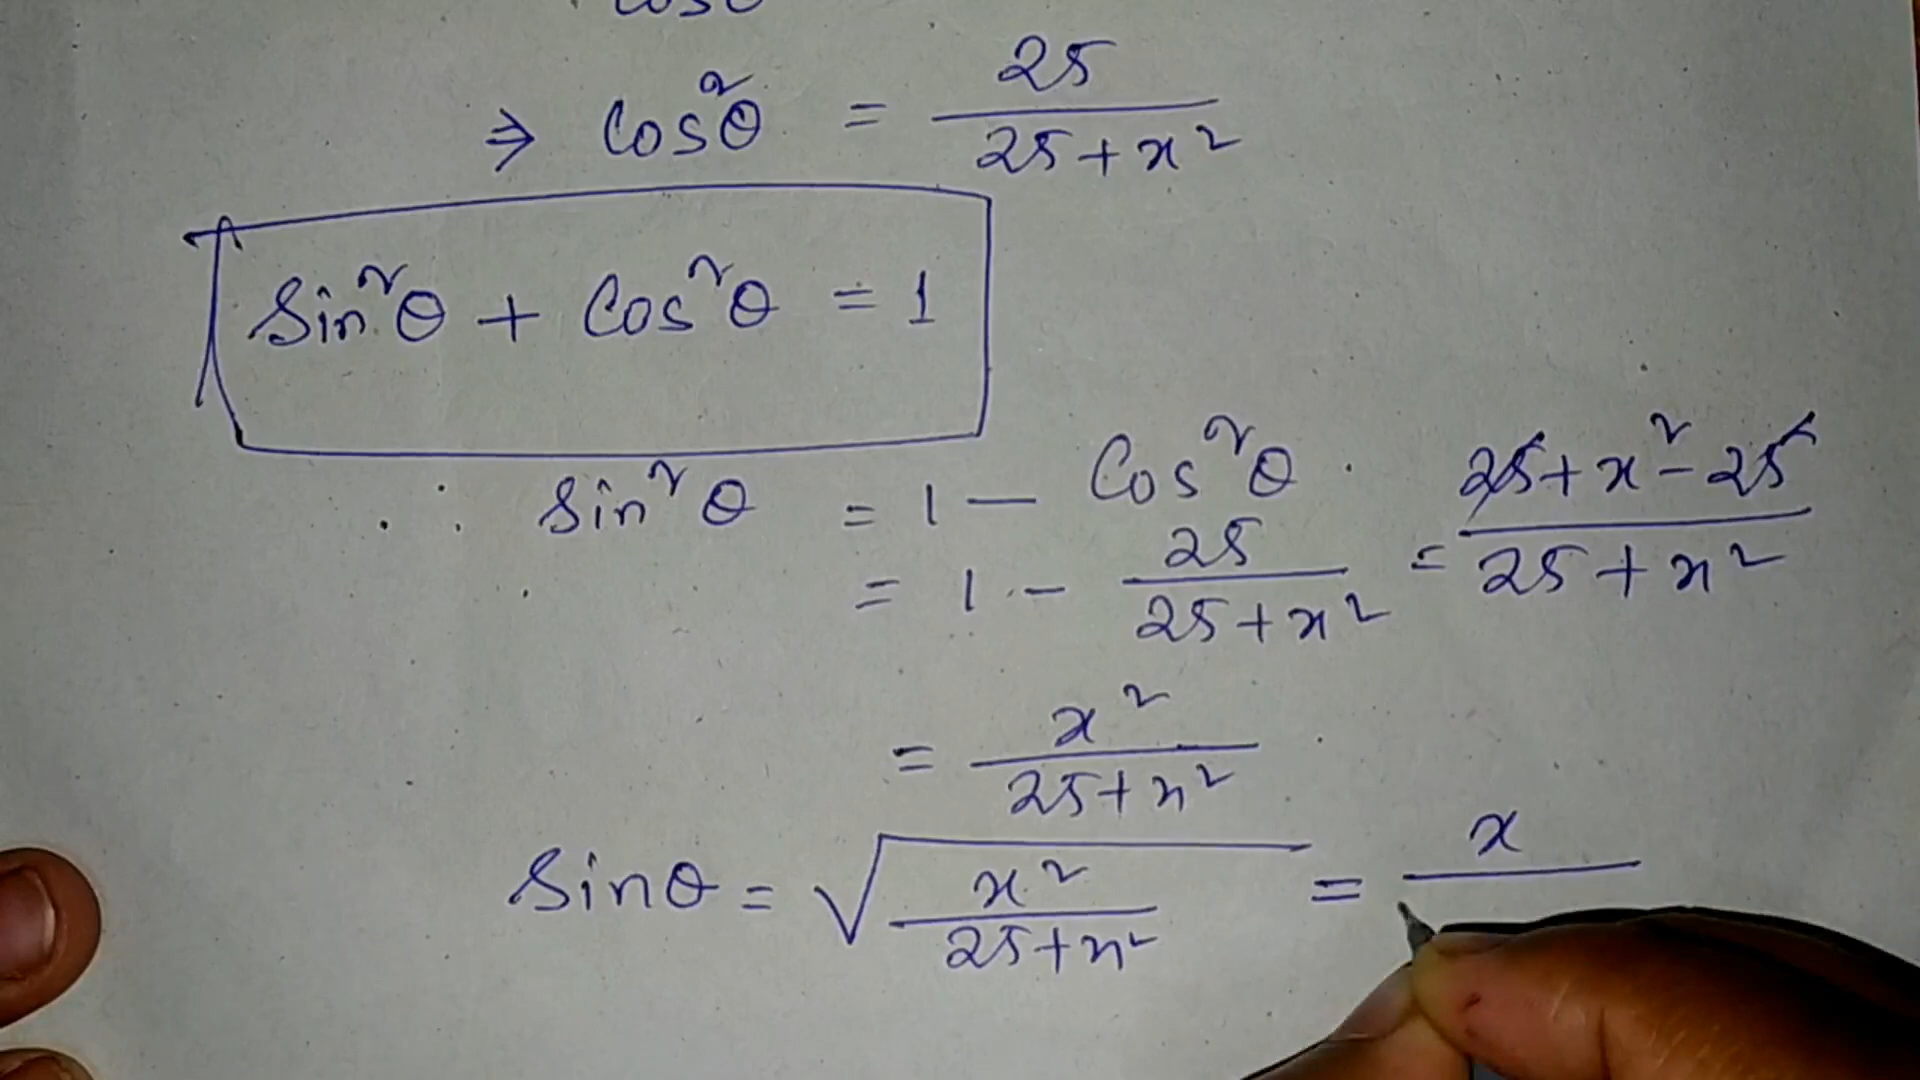 cosθ
⇒ Cos²θ = 25/(25+x²)
Sin²θ + Cos²θ = 1
∴ Sin²θ = 1 − Cos²θ
= 1 − 25/(25+x²) = (25+x²−25)/(25+x²)
= x²/(25+x²)
Sinθ = √(x²/(25+x²)) = x